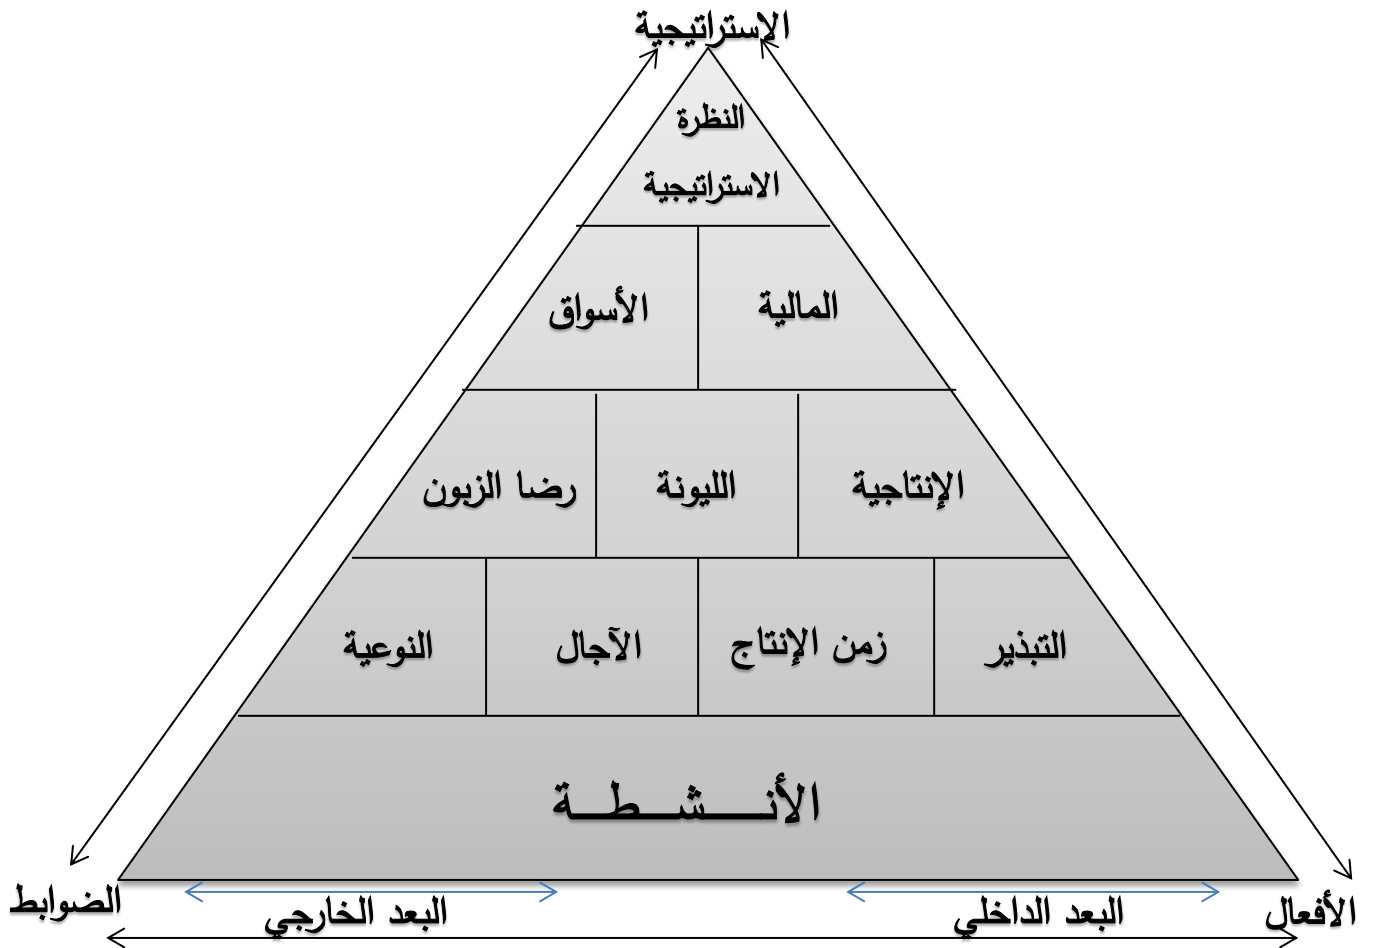 الاستراتيجية
النظرة
الاستراتيجية
المالية
الأسواق
الإنتاجية
الليونة
رضا الزبون
التبذير
زمن الإنتاج
الآجال
النوعية
الأنـــــشـــطـــة
الأفعال
البعد الداخلي
البعد الخارجي
الضوابط